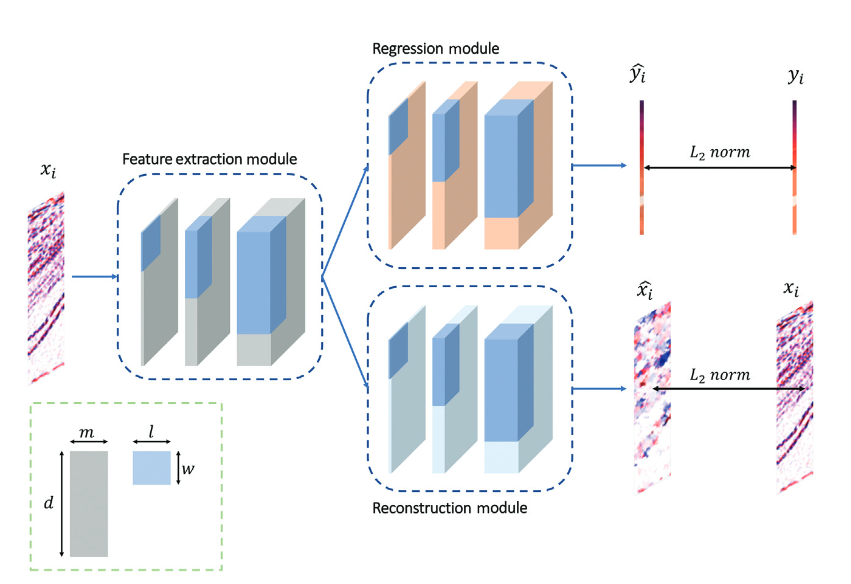 Regression module
ŷᵢ
yᵢ
L₂ norm
xᵢ
Feature extraction module
x̂ᵢ
xᵢ
L₂ norm
m
l
w
d
Reconstruction module